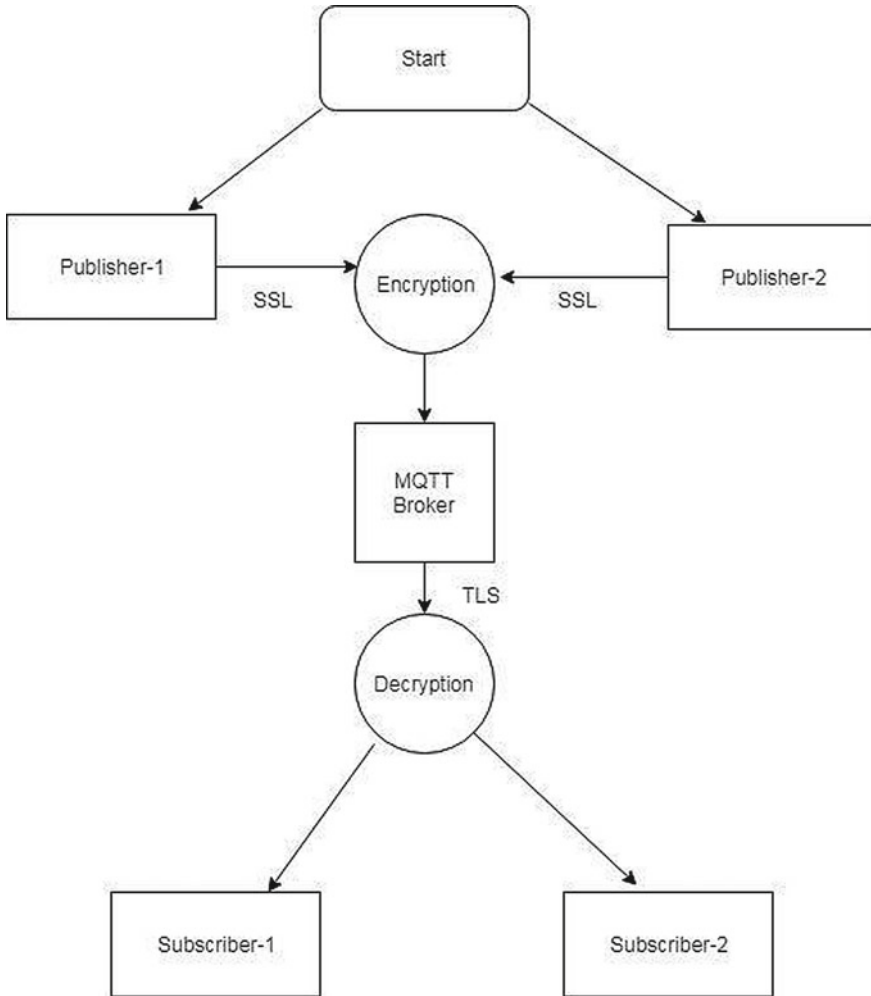 Start
Publisher-1
Encryption
Publisher-2
SSL
SSL
MQTT
Broker
TLS
Decryption
Subscriber-1
Subscriber-2